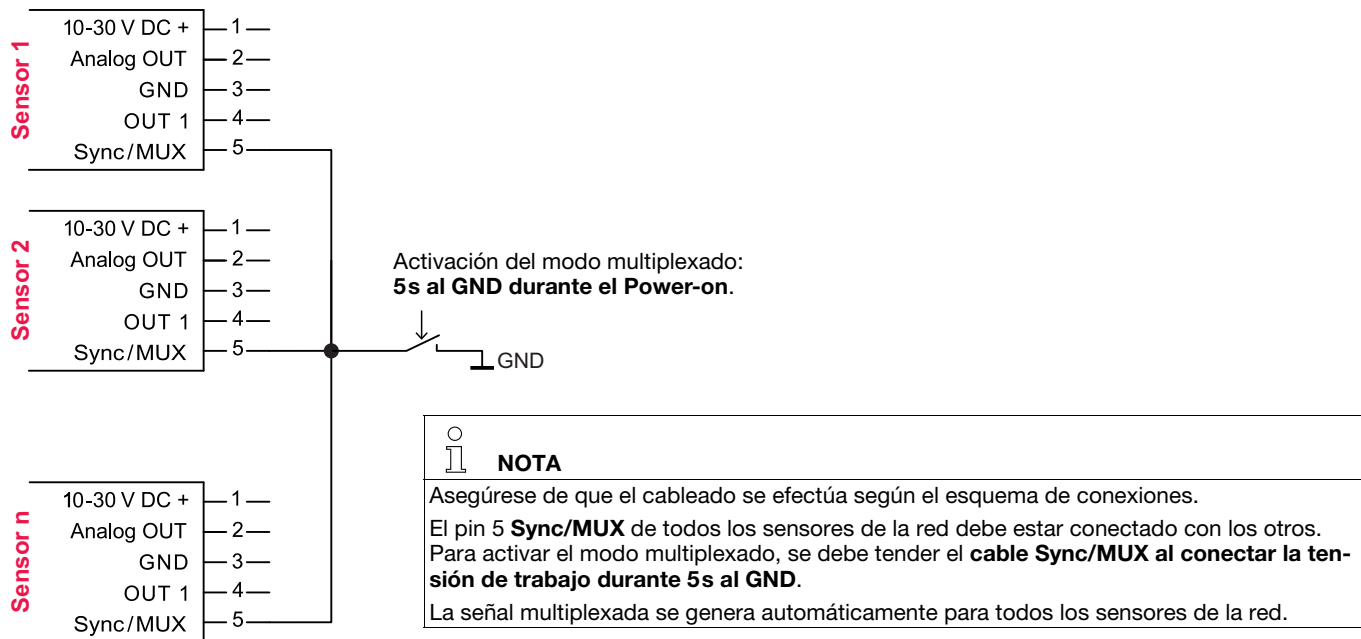 Sensor 1
10-30 V DC + 1
Analog OUT 2
GND 3
OUT 1 4
Sync/MUX 5
Sensor 2
10-30 V DC + 1
Analog OUT 2
GND 3
OUT 1 4
Sync/MUX 5
Activación del modo multiplexado:
5s al GND durante el Power-on.
GND
Sensor n
10-30 V DC + 1
Analog OUT 2
GND 3
OUT 1 4
Sync/MUX 5
NOTA
Asegúrese de que el cableado se efectúa según el esquema de conexiones.
El pin 5 Sync/MUX de todos los sensores de la red debe estar conectado con los otros.
Para activar el modo multiplexado, se debe tender el cable Sync/MUX al conectar la ten-
sión de trabajo durante 5s al GND.
La señal multiplexada se genera automáticamente para todos los sensores de la red.